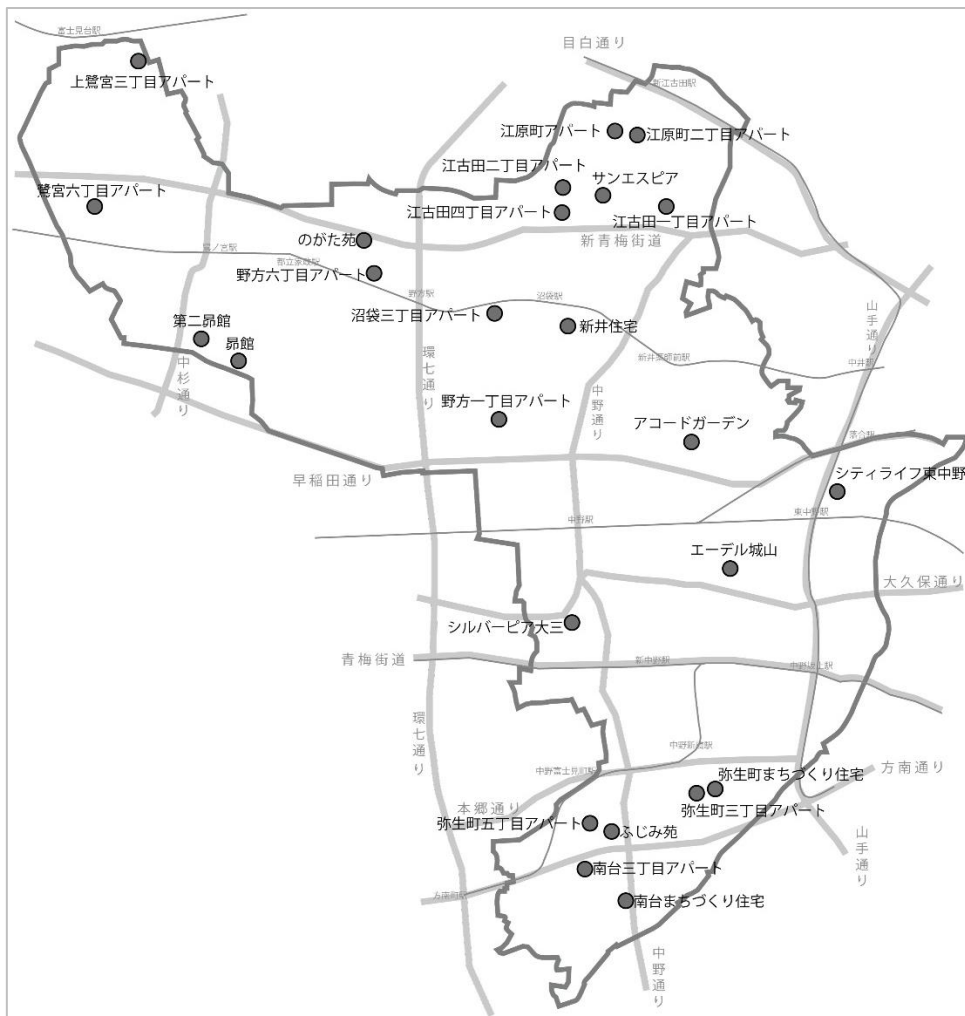 富士見台駅
目白通り
上鷺宮三丁目アパート
新江古田駅
江原町アパート
江原町二丁目アパート
江古田二丁目アパート
サンエスピア
鷺宮六丁目アパート
江古田四丁目アパート
江古田一丁目アパート
のがた苑
新青梅街道
鷺ノ宮駅
都立家政駅
野方六丁目アパート
野方駅
沼袋駅
山手通り
沼袋三丁目アパート
新井住宅
第二昴館
昴館
中杉通り
環七通り
新井薬師前駅
中井駅
中野通り
野方一丁目アパート
アコードガーデン
落合駅
早稲田通り
シティライフ東中野
中野駅
東中野駅
エーデル城山
大久保通り
シルバーピア大三
青梅街道
新中野駅
中野坂上駅
環七通り
中野新橋駅
中野富士見町駅
弥生町まちづくり住宅
方南通り
本郷通り
弥生町三丁目アパート
弥生町五丁目アパート
ふじみ苑
山手通り
南台三丁目アパート
方南町駅
南台まちづくり住宅
中野通り